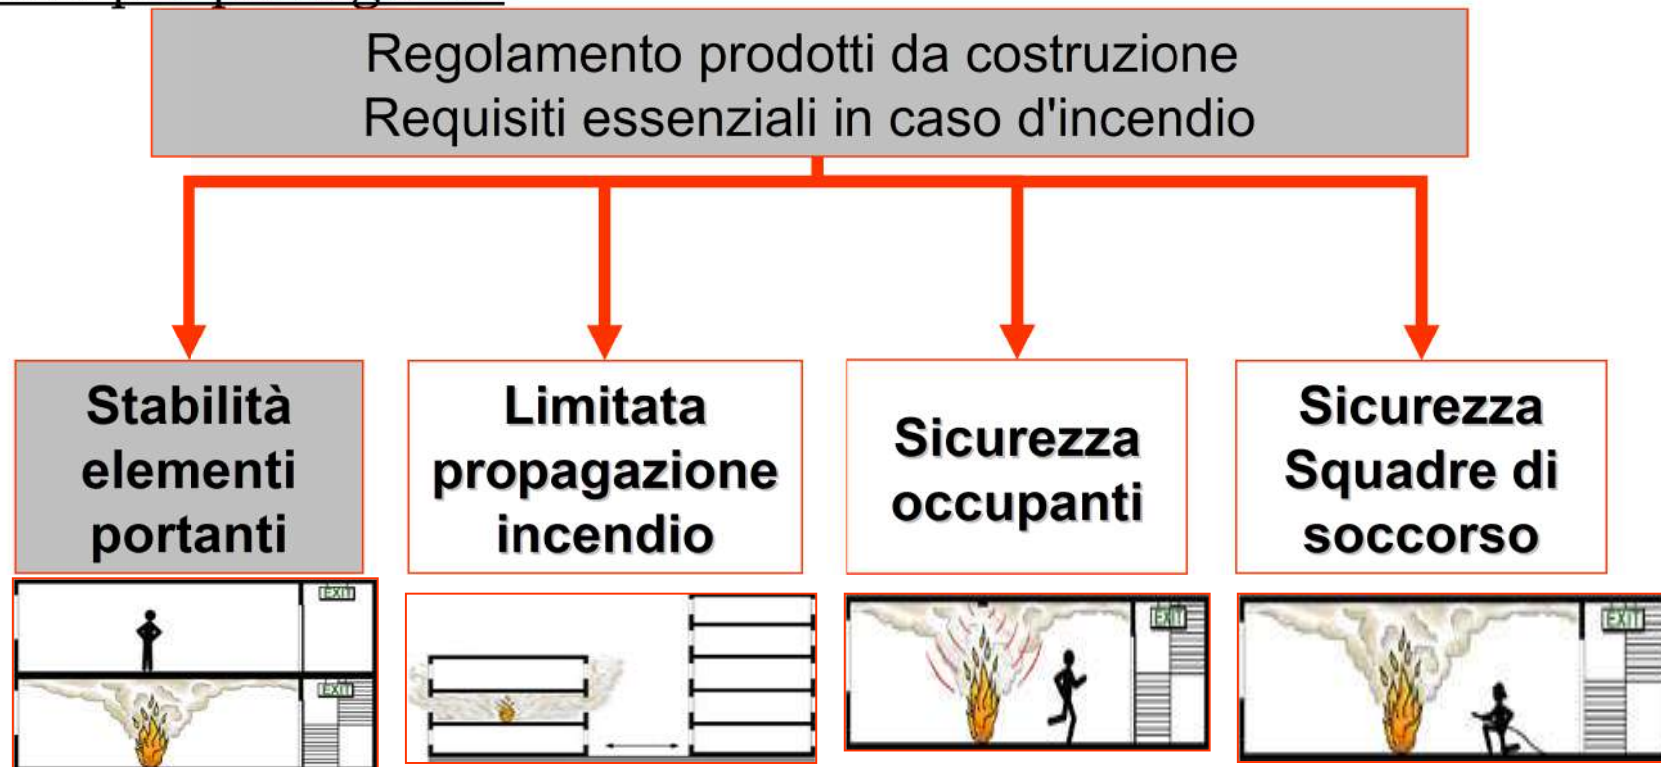 Regolamento prodotti da costruzione
Requisiti essenziali in caso d'incendio
Stabilità
elementi
portanti
Limitata
propagazione
incendio
Sicurezza
occupanti
Sicurezza
Squadre di
soccorso
EXIT
EXIT
EXIT
EXIT